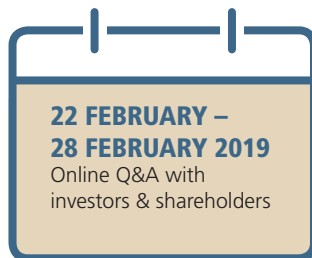 22 FEBRUARY –
28 FEBRUARY 2019
Online Q&A with
investors & shareholders